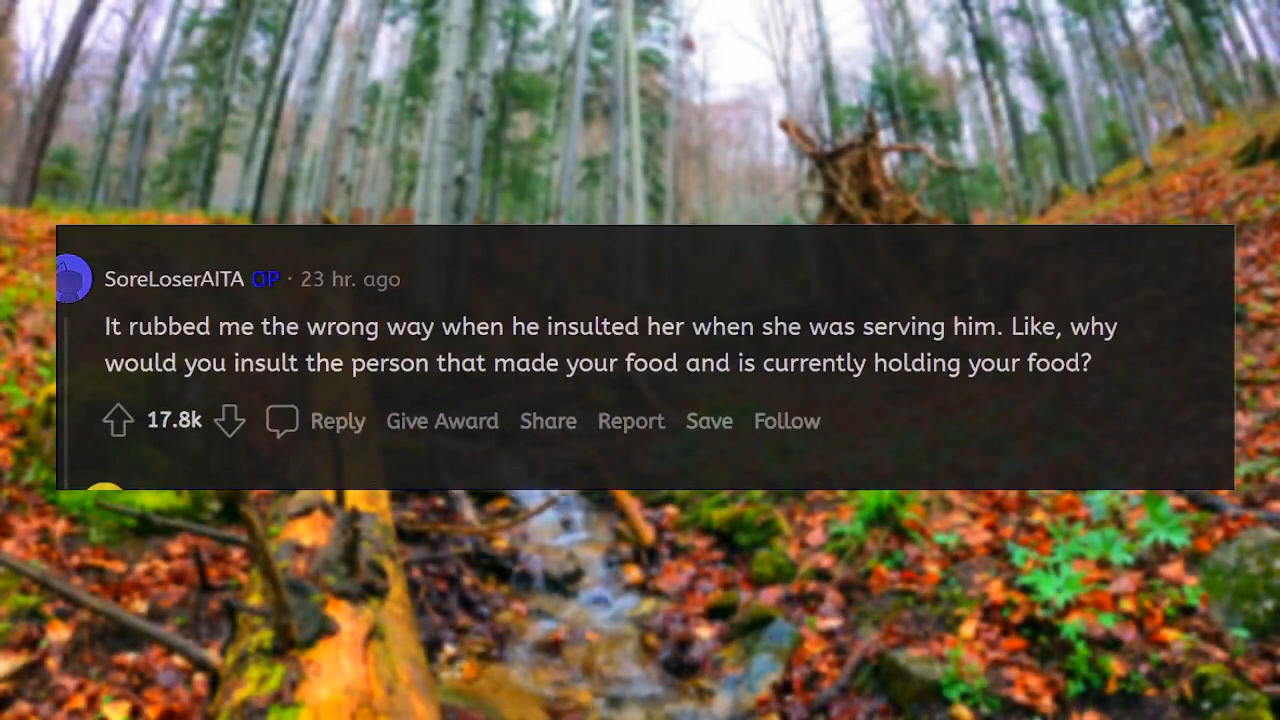 SoreLoserAITA OP · 23 hr. ago
It rubbed me the wrong way when he insulted her when she was serving him. Like, why
would you insult the person that made your food and is currently holding your food?
17.8k Reply Give Award Share Report Save Follow